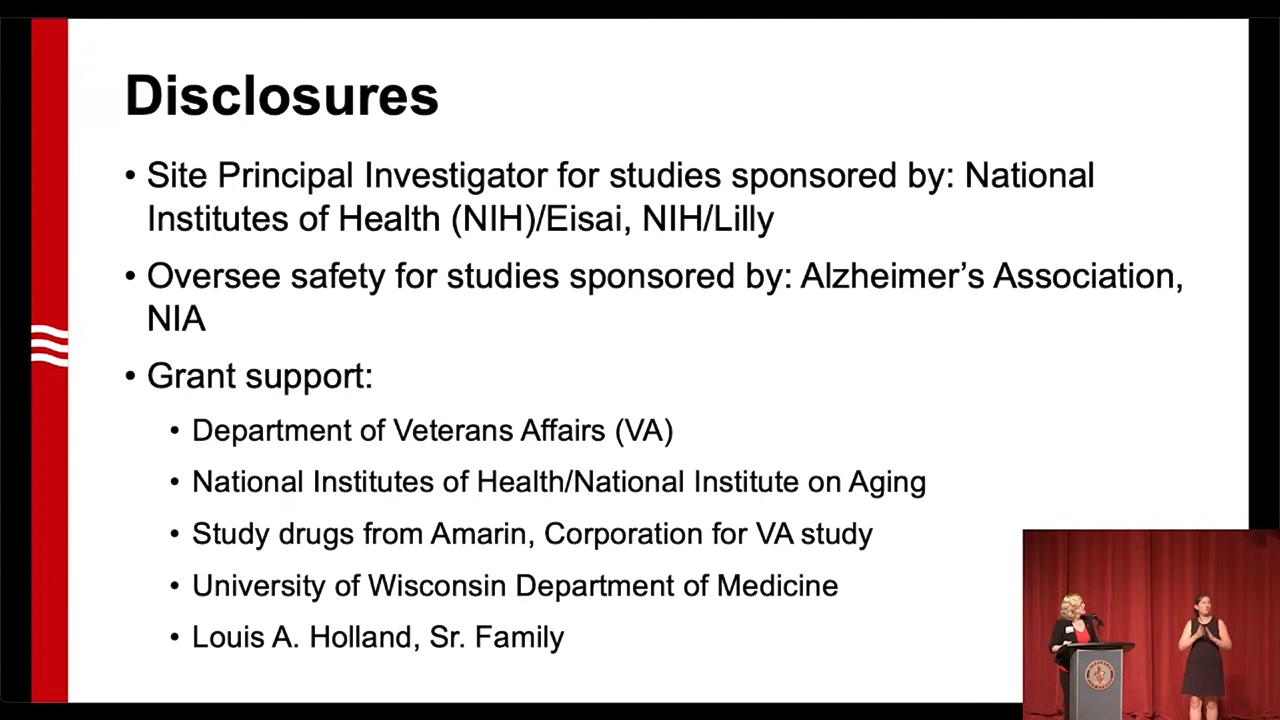 Disclosures
• Site Principal Investigator for studies sponsored by: National
Institutes of Health (NIH)/Eisai, NIH/Lilly
• Oversee safety for studies sponsored by: Alzheimer’s Association,
NIA
• Grant support:
• Department of Veterans Affairs (VA)
• National Institutes of Health/National Institute on Aging
• Study drugs from Amarin, Corporation for VA study
• University of Wisconsin Department of Medicine
• Louis A. Holland, Sr. Family